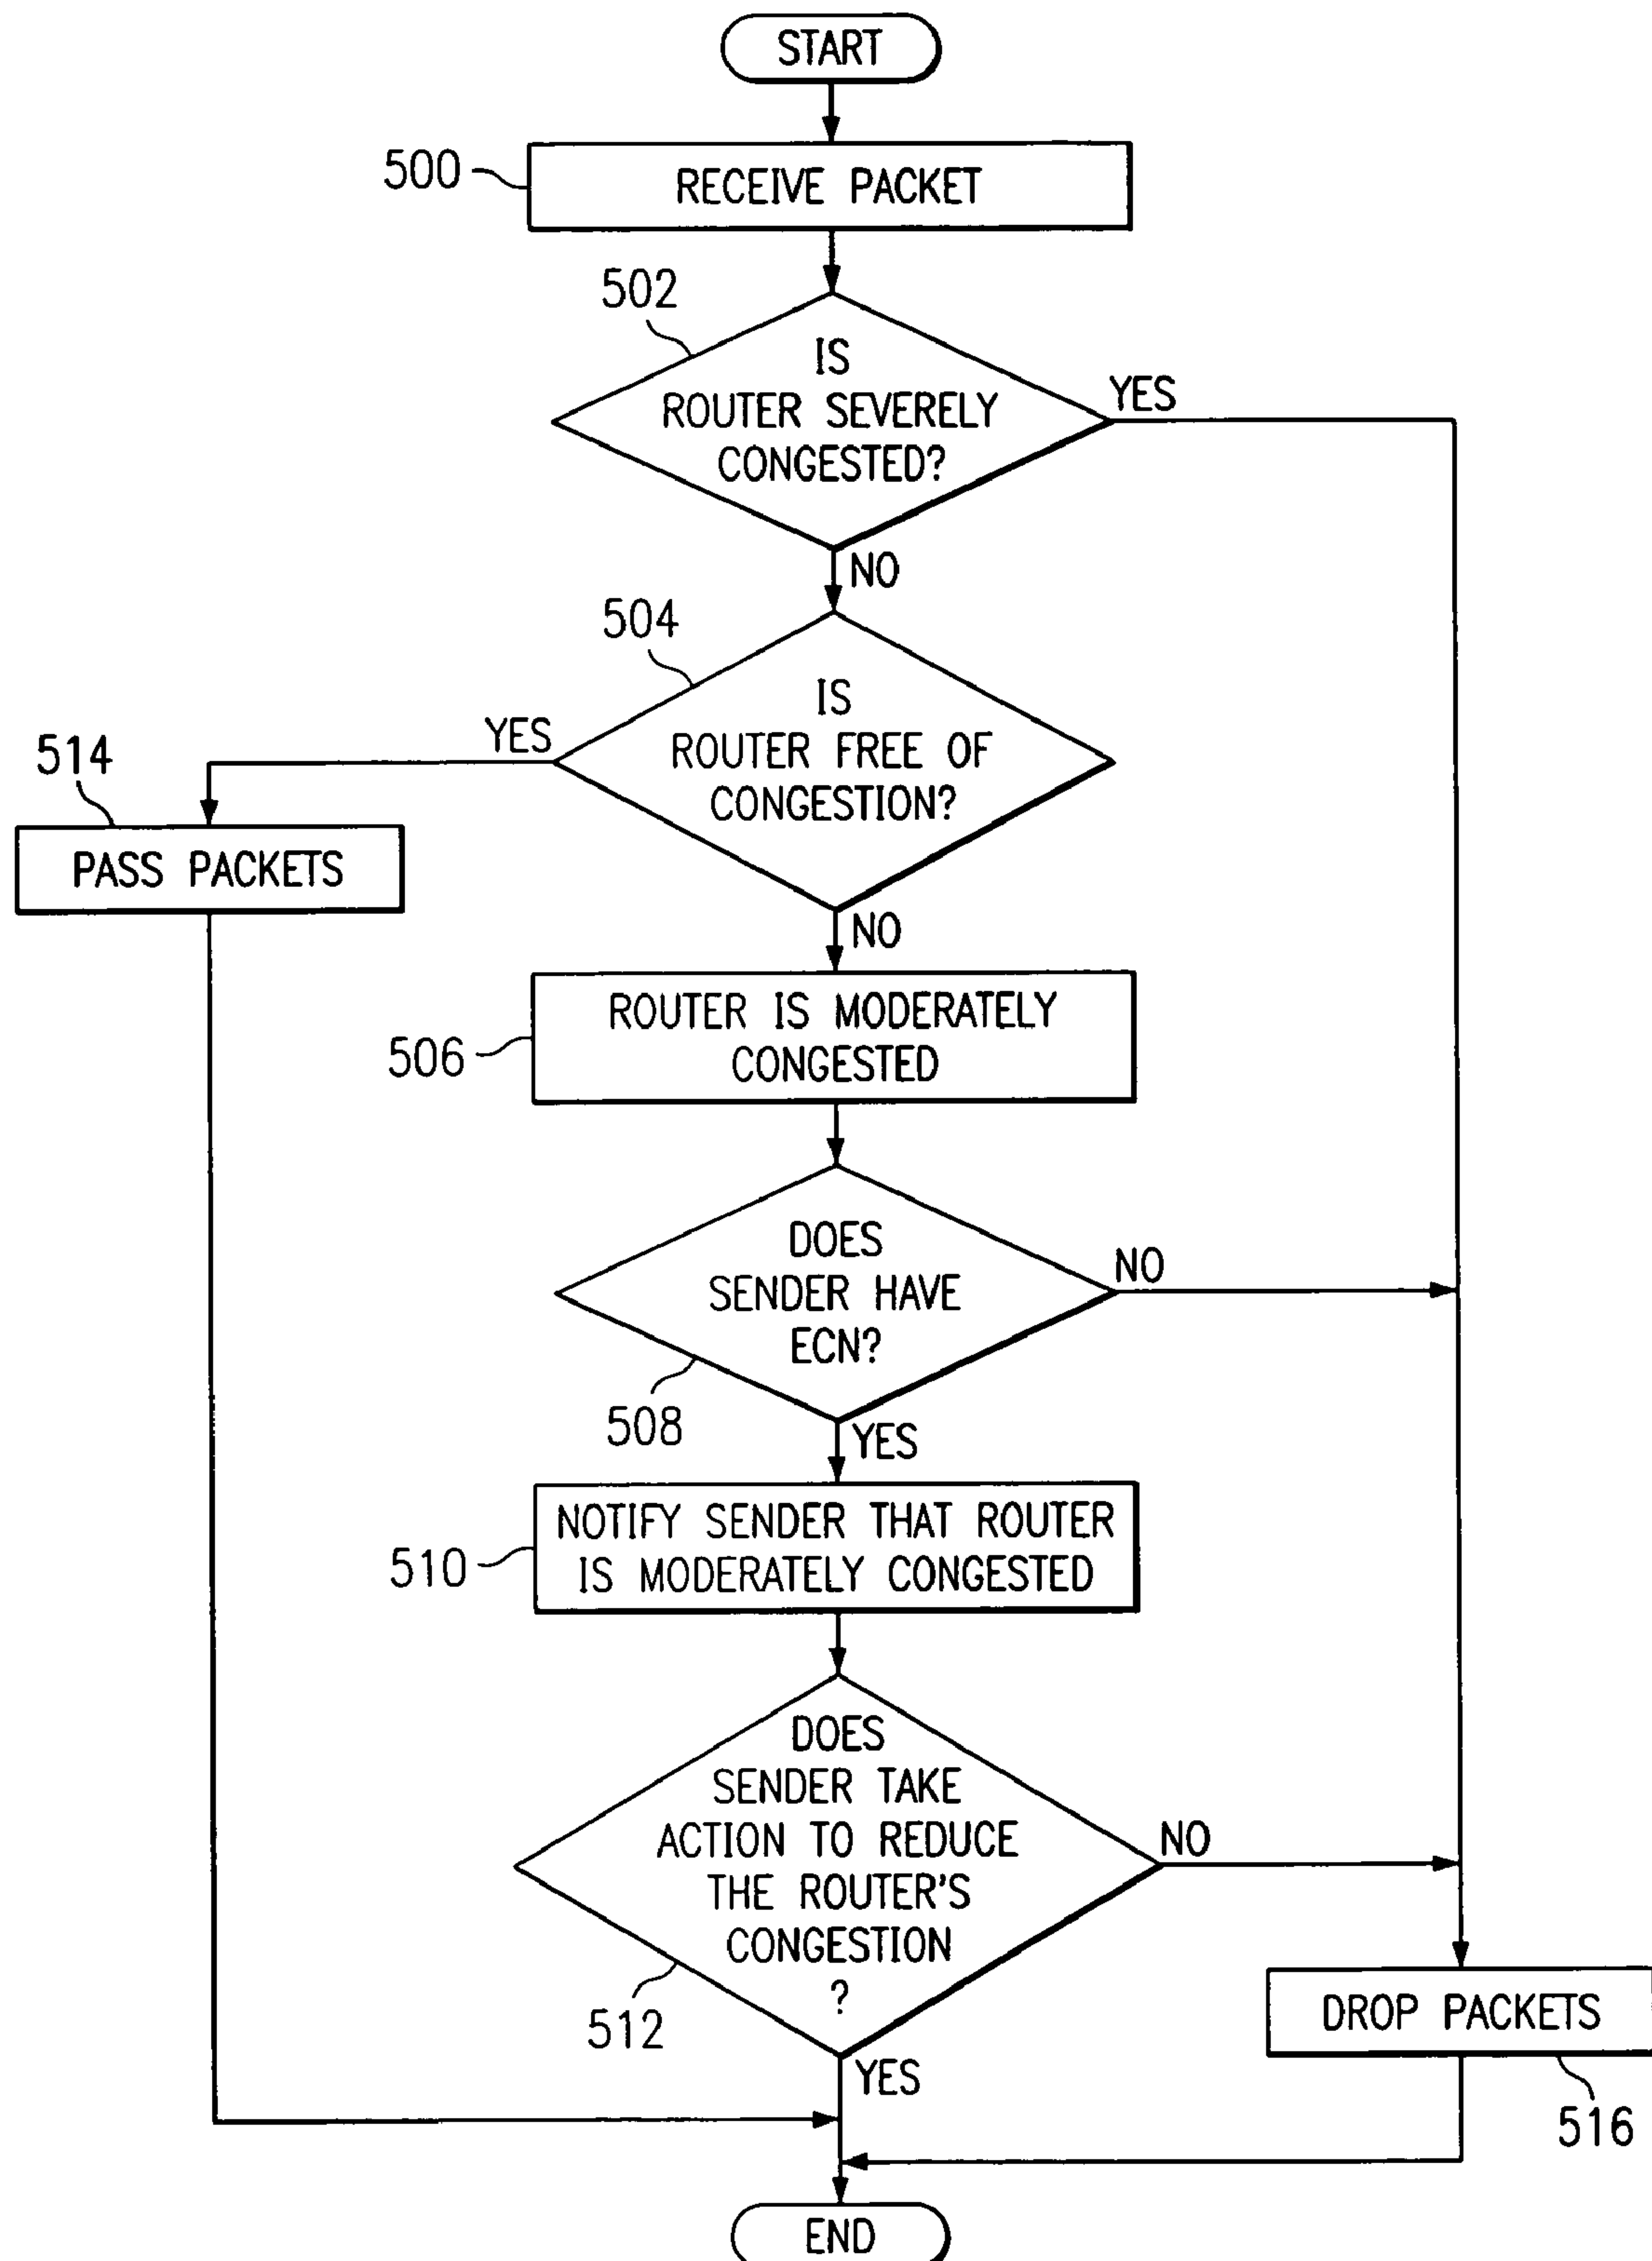 START
500
RECEIVE PACKET
502
IS
ROUTER SEVERELY
CONGESTED?
YES
NO
504
IS
ROUTER FREE OF
CONGESTION?
YES
514
PASS PACKETS
NO
506
ROUTER IS MODERATELY
CONGESTED
DOES
SENDER HAVE
ECN?
NO
508
YES
510
NOTIFY SENDER THAT ROUTER
IS MODERATELY CONGESTED
DOES
SENDER TAKE
ACTION TO REDUCE
THE ROUTER'S
CONGESTION
?
NO
512
YES
DROP PACKETS
516
END